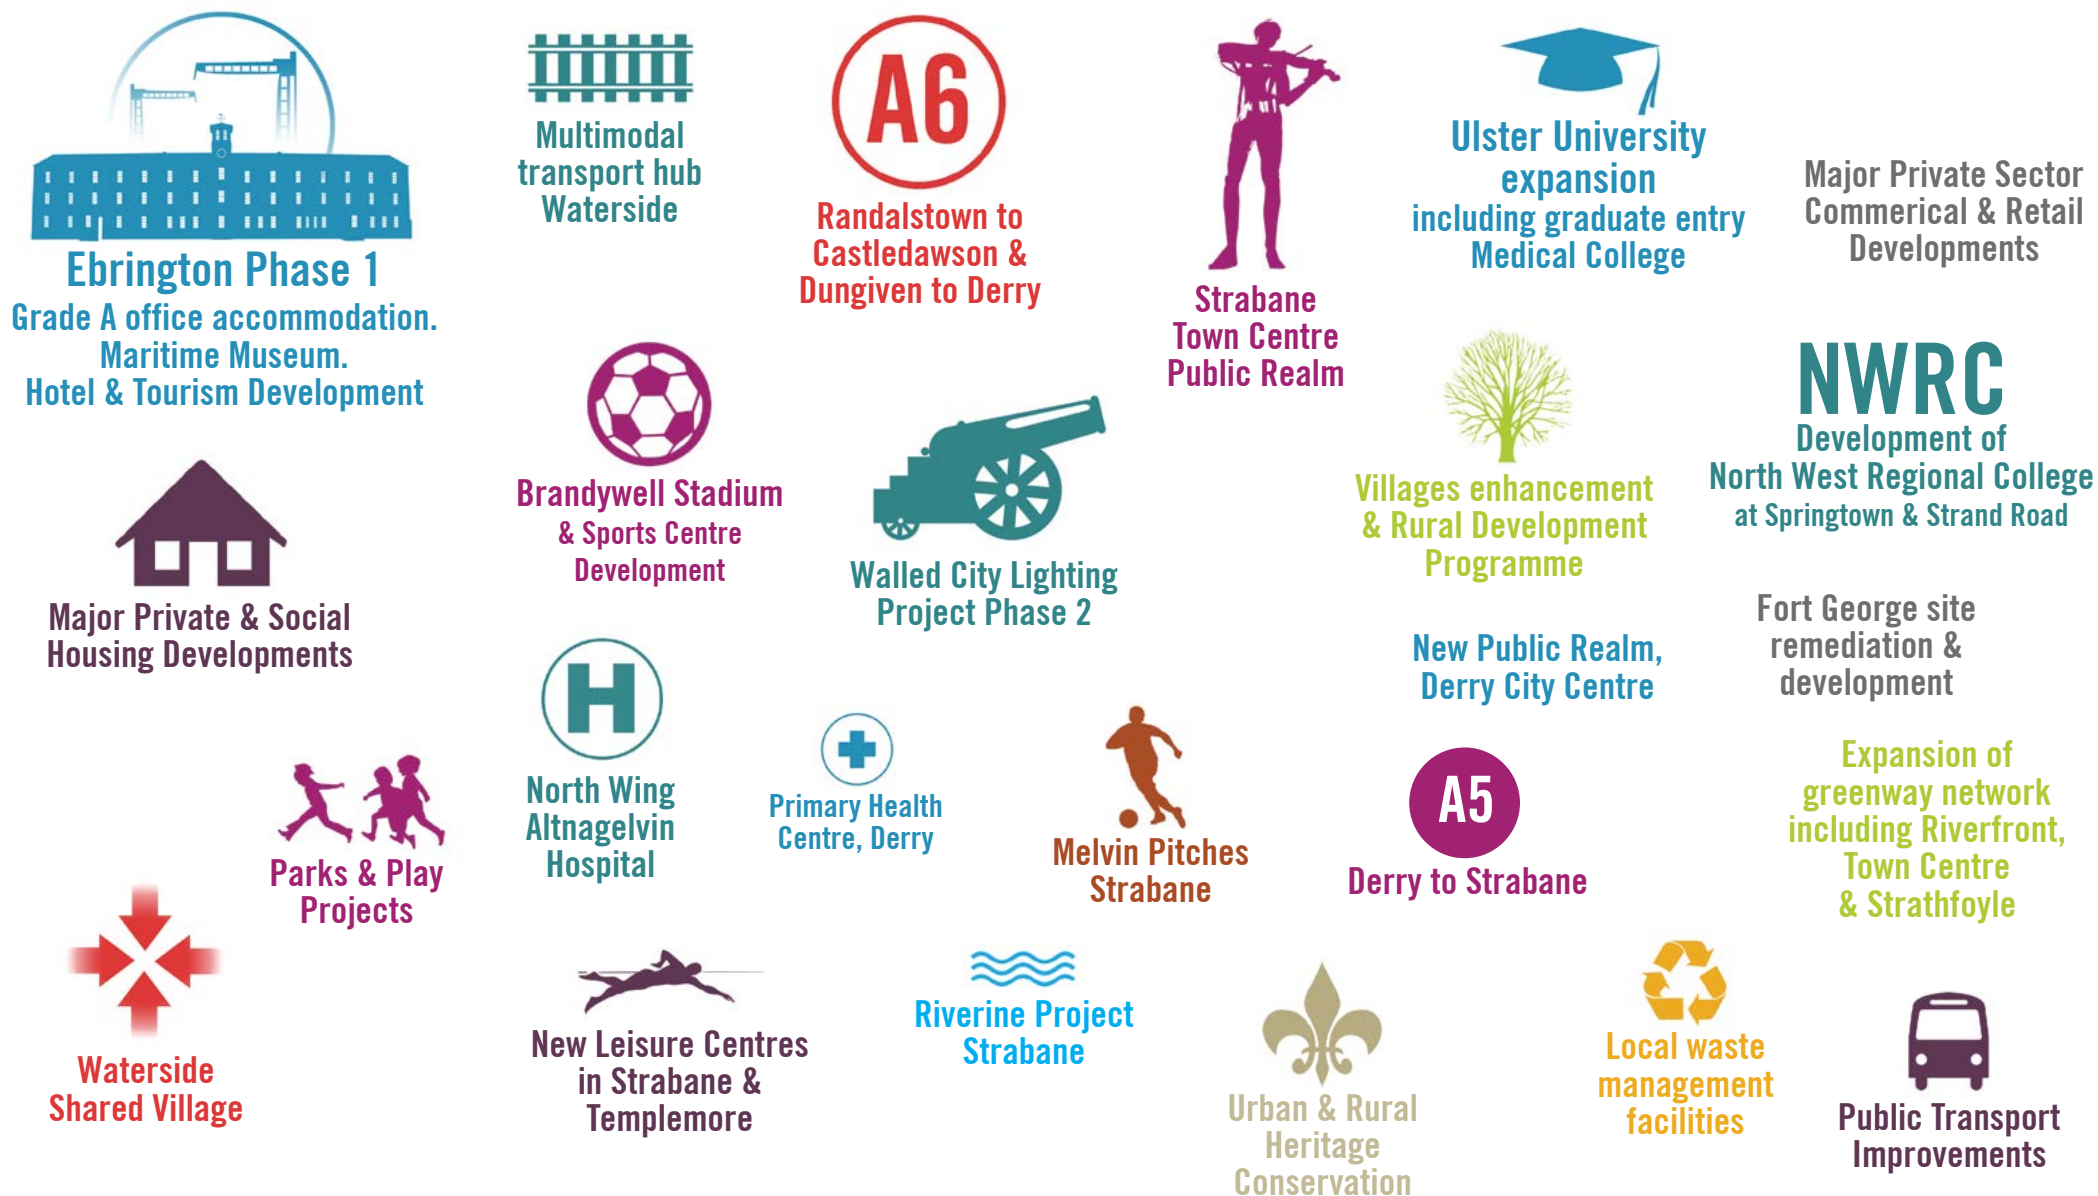 Ebrington Phase 1
Grade A office accommodation.
Maritime Museum.
Hotel & Tourism Development
Multimodal
transport hub
Waterside
A6
Randalstown to
Castledawson &
Dungiven to Derry
Strabane
Town Centre
Public Realm
Ulster University
expansion
including graduate entry
Medical College
Major Private Sector
Commerical & Retail
Developments
Major Private & Social
Housing Developments
Brandywell Stadium
& Sports Centre
Development
Walled City Lighting
Project Phase 2
Villages enhancement
& Rural Development
Programme
NWRC
Development of
North West Regional College
at Springtown & Strand Road
New Public Realm,
Derry City Centre
Fort George site
remediation &
development
Parks & Play
Projects
H
North Wing
Altnagelvin
Hospital
Primary Health
Centre, Derry
Melvin Pitches
Strabane
A5
Derry to Strabane
Expansion of
greenway network
including Riverfront,
Town Centre
& Strathfoyle
Waterside
Shared Village
New Leisure Centres
in Strabane &
Templemore
Riverine Project
Strabane
Urban & Rural
Heritage
Conservation
Local waste
management
facilities
Public Transport
Improvements